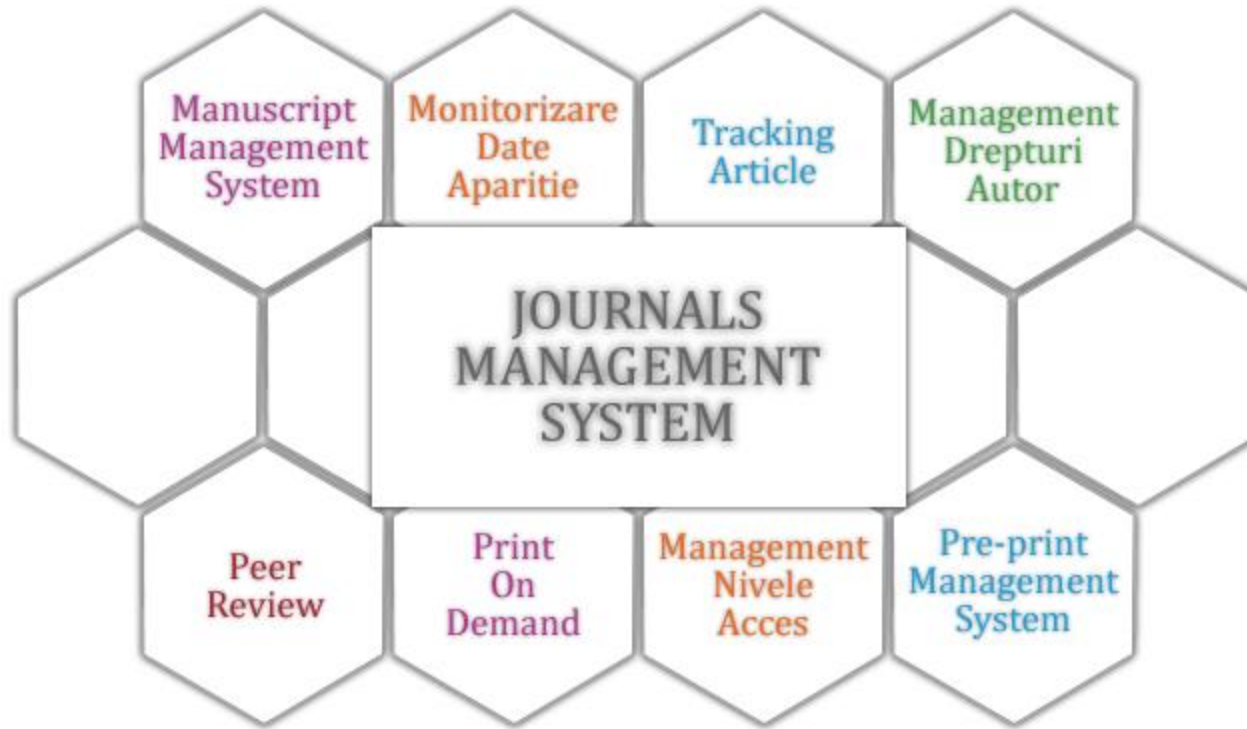 Manuscript
Management
System
Monitorizare
Date
Aparitie
Tracking
Article
Management
Drepturi
Autor
JOURNALS
MANAGEMENT
SYSTEM
Peer
Review
Print
On
Demand
Management
Nivele
Acces
Pre-print
Management
System